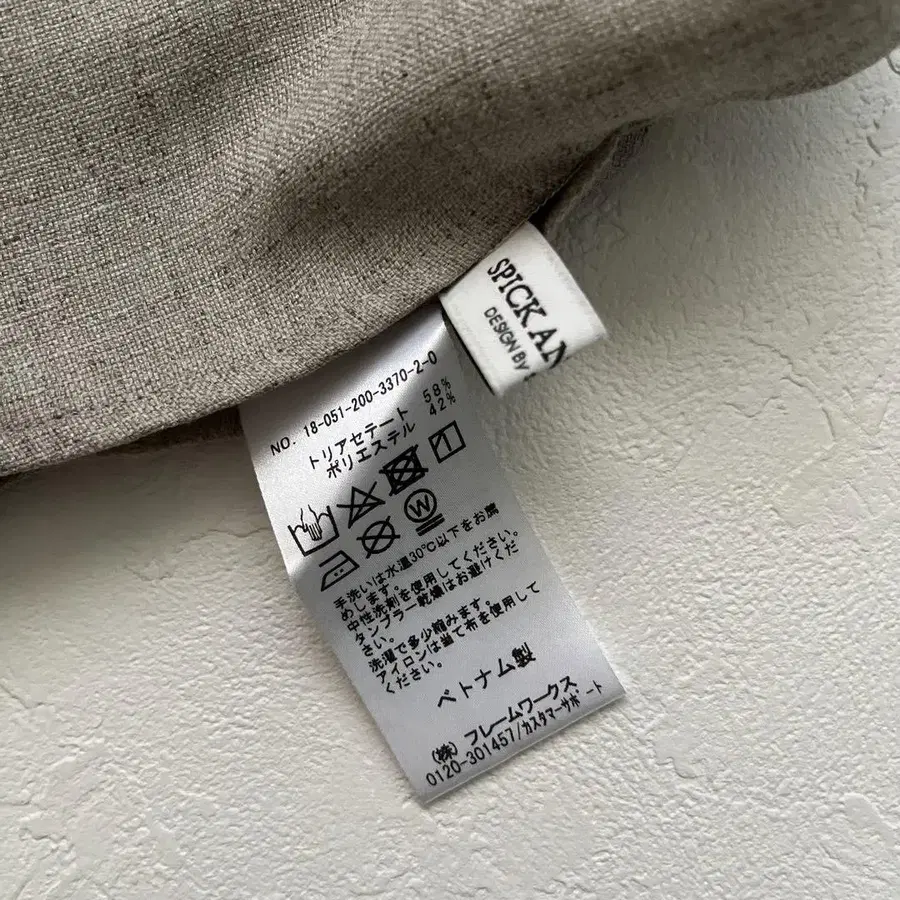 SPICK AN
DESIGN BY
NO. 18-051-200-3370-2-0
トリアセテート 58%
ポリエステル 42%
W
手洗いは水温30℃以下をお薦
めします。
中性洗剤を使用してください。
タンブラー乾燥はお避けくだ
さい。
洗濯で多少縮みます。
アイロンは当て布を使用して
ください。
ベトナム製
(株) フレームワークス
0120-301457/カスタマーサポート